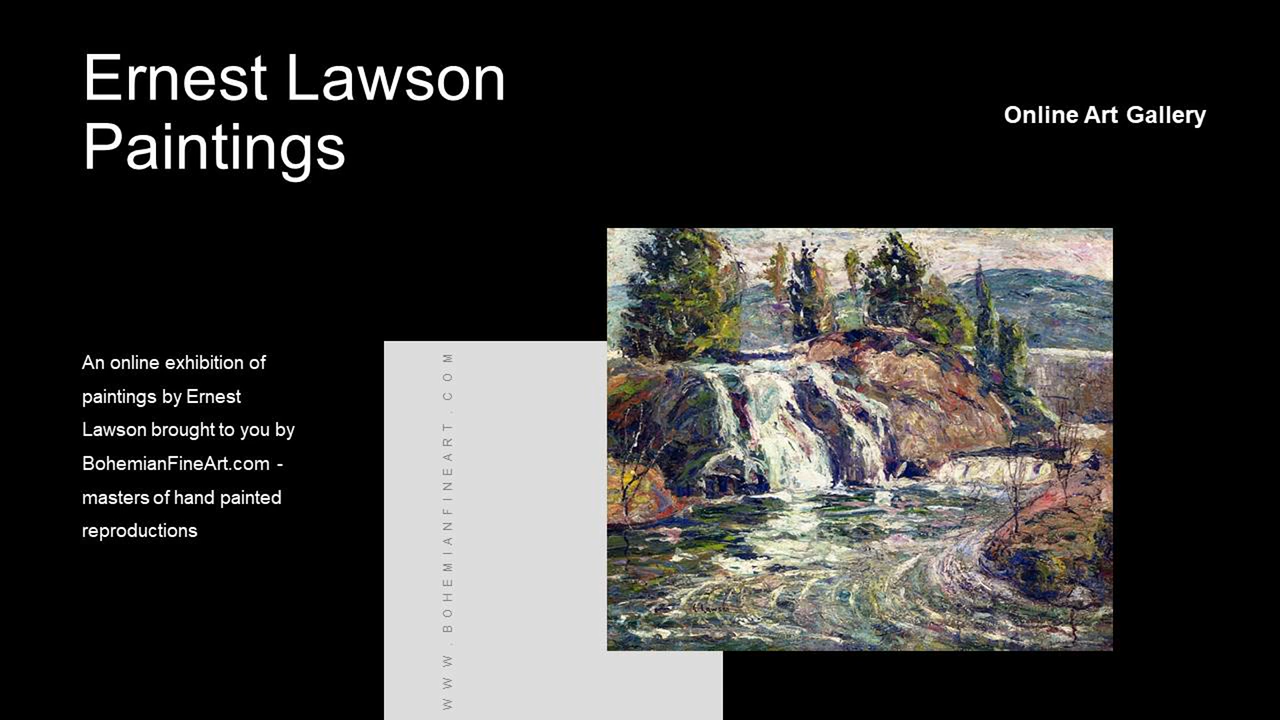 Ernest Lawson
Paintings
Online Art Gallery
An online exhibition of
paintings by Ernest
Lawson brought to you by
BohemianFineArt.com -
masters of hand painted
reproductions
WWW.BOHEMIANFINEART.COM